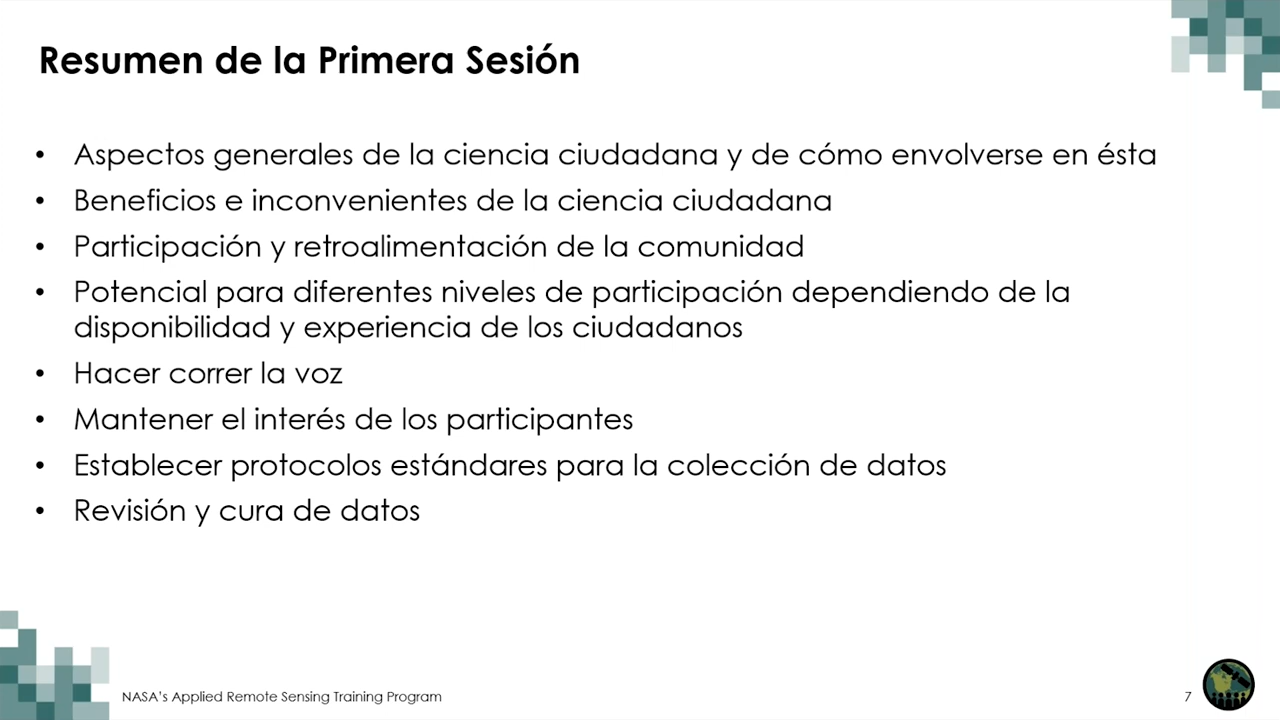 Resumen de la Primera Sesión
• Aspectos generales de la ciencia ciudadana y de cómo envolverse en ésta
• Beneficios e inconvenientes de la ciencia ciudadana
• Participación y retroalimentación de la comunidad
• Potencial para diferentes niveles de participación dependiendo de la
disponibilidad y experiencia de los ciudadanos
• Hacer correr la voz
• Mantener el interés de los participantes
• Establecer protocolos estándares para la colección de datos
• Revisión y cura de datos
NASA's Applied Remote Sensing Training Program
7